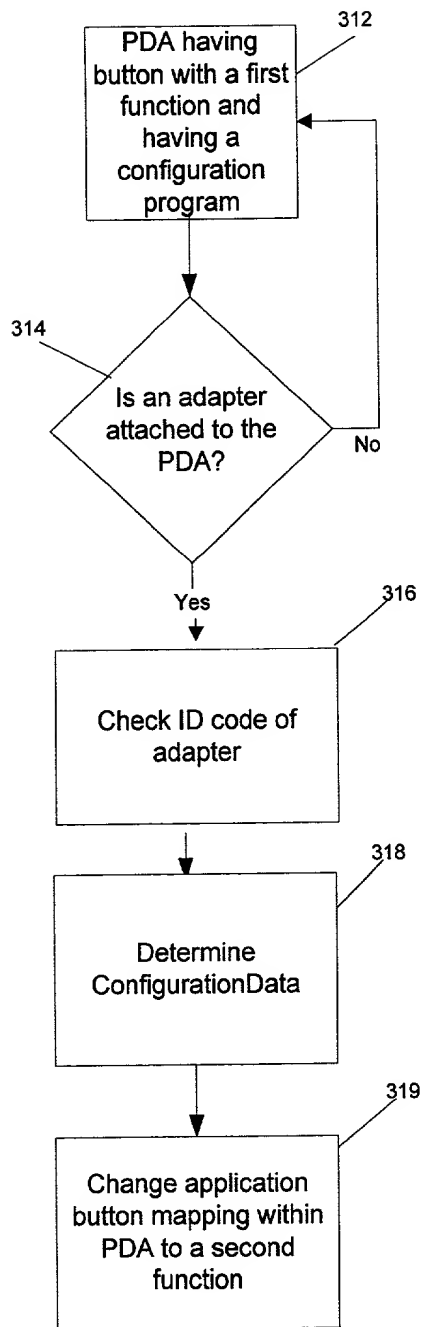 312
PDA having
button with a first
function and
having a
configuration
program
314
Is an adapter
attached to the
PDA?
No
Yes
316
Check ID code of
adapter
318
Determine
ConfigurationData
319
Change application
button mapping within
PDA to a second
function